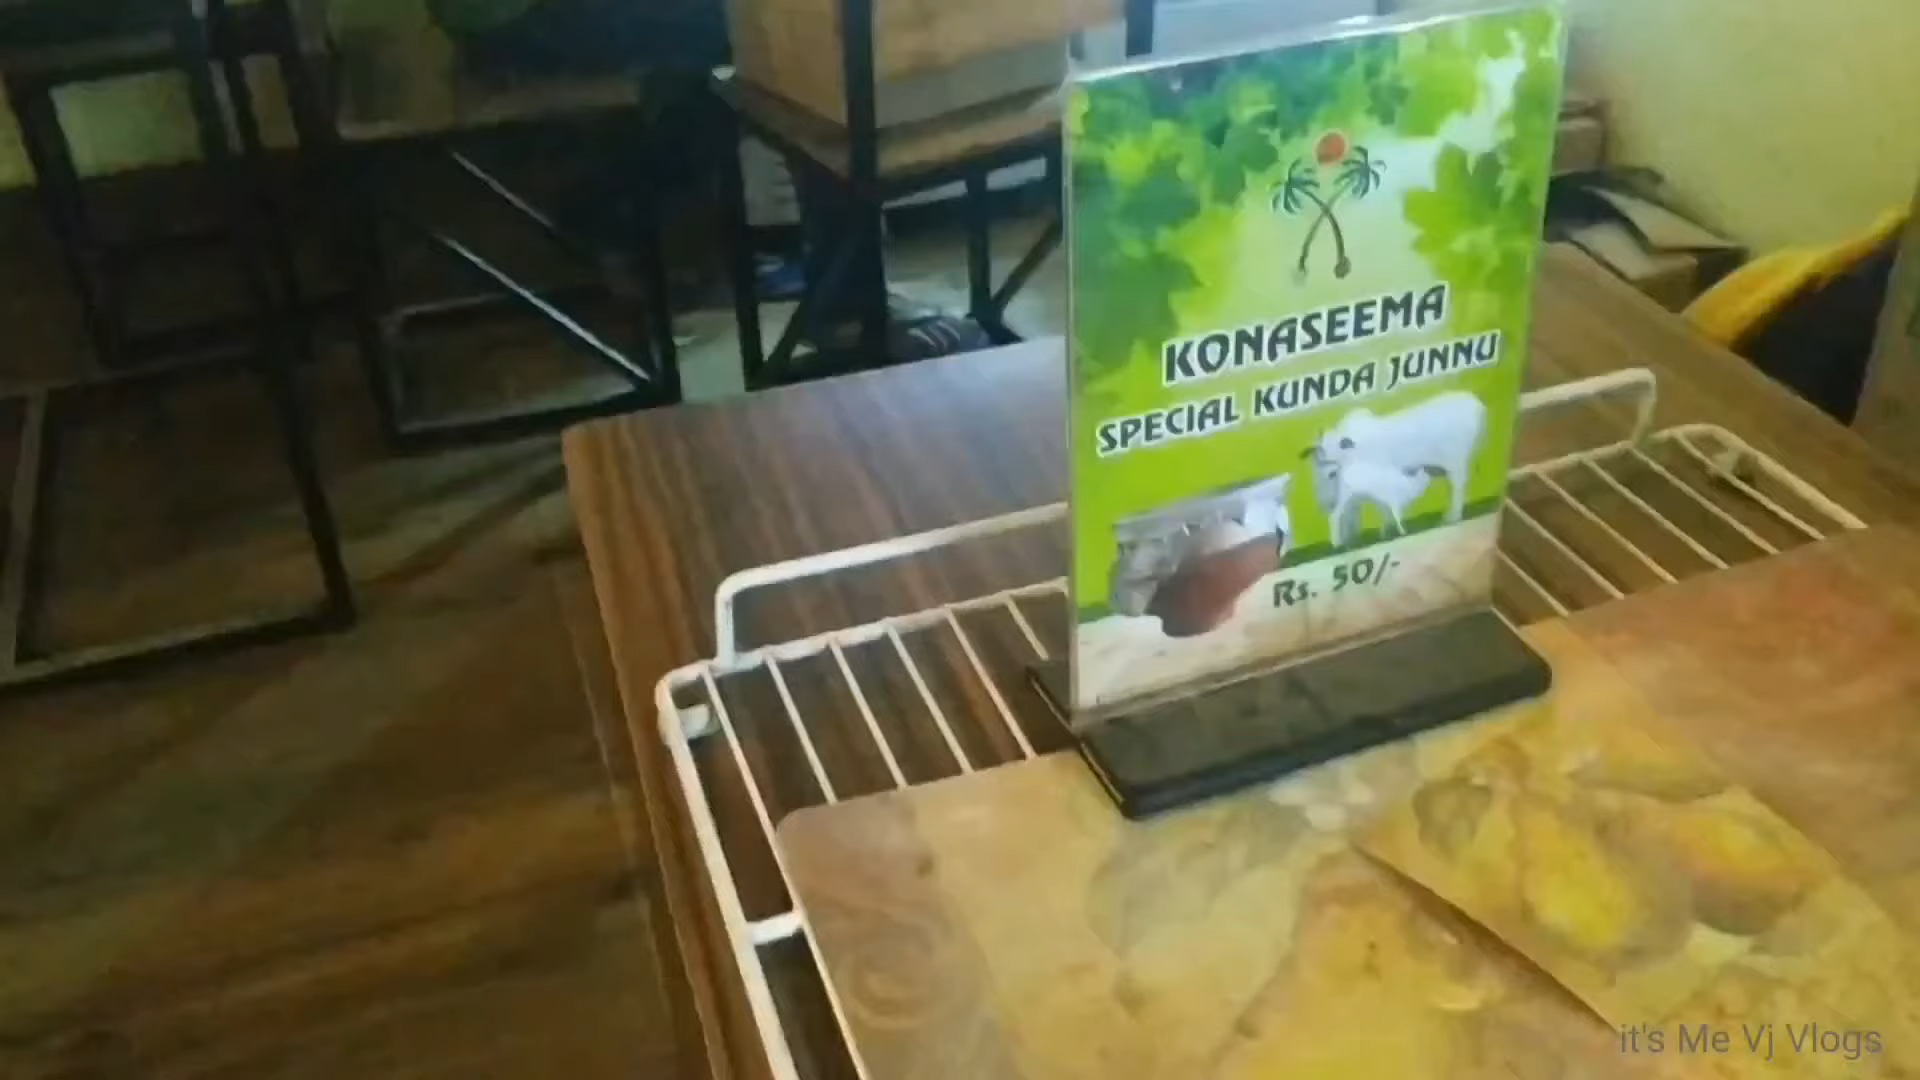 KONASEEMA
SPECIAL KUNDA JUNNU
Rs. 50/-
it's Me Vj Vlogs